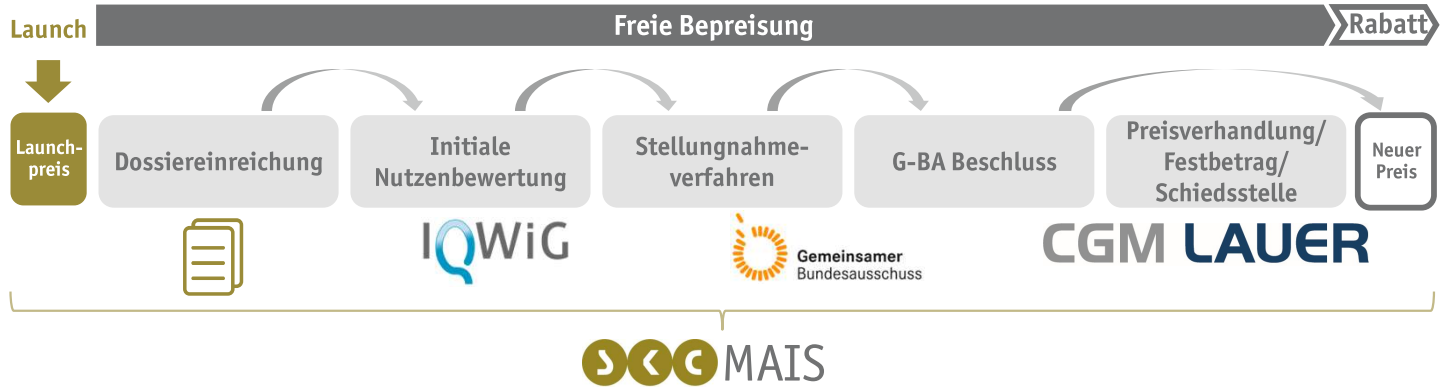 Launch
Freie Bepreisung
Rabatt
Launch-
preis
Dossiereinreichung
Initiale
Nutzenbewertung
Stellungnahme-
verfahren
G-BA Beschluss
Preisverhandlung/
Festbetrag/
Schiedsstelle
Neuer
Preis
IQWiG
Gemeinsamer
Bundesausschuss
CGM LAUER
SKC MAIS